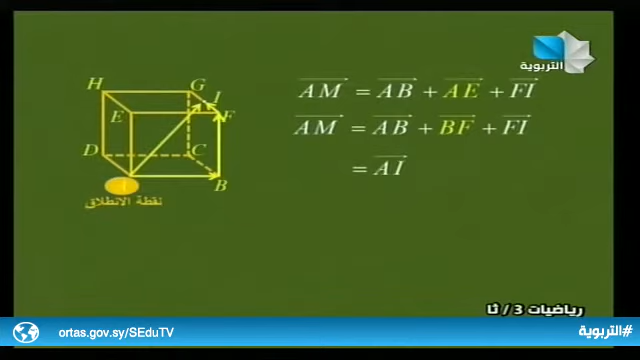 التربوية
H G I
E F
D C
B
نقطة الانطلاق
AM = AB + AE + FI
AM = AB + BF + FI
= AI
رياضيات 3 / ثا
ortas.gov.sy/SEduTV
#التربوية